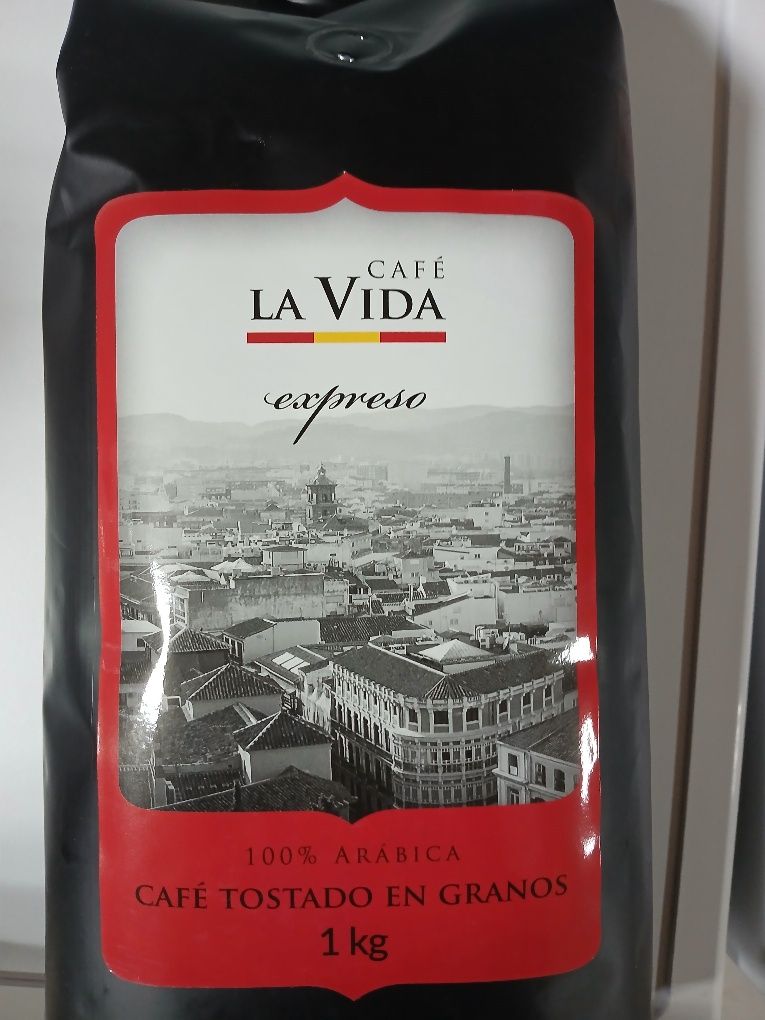 CAFÉ
LA VIDA
expreso
100% ARÁBICA
CAFÉ TOSTADO EN GRANOS
1 kg